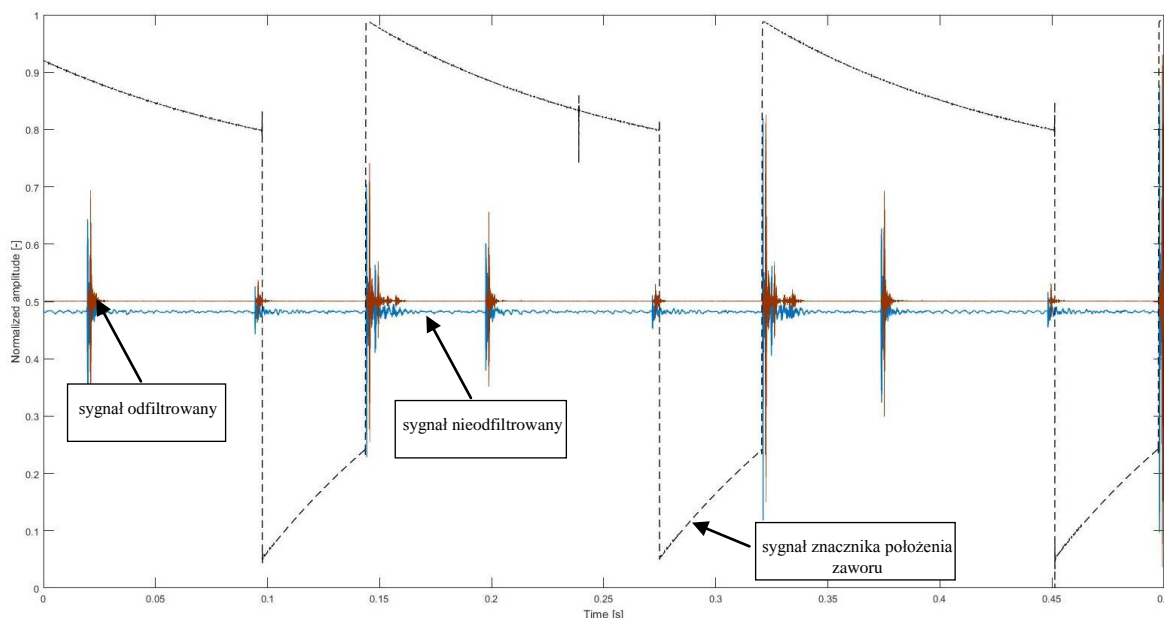 Normalized amplitude [-]
1
0.9
0.8
0.7
0.6
0.5
0.4
0.3
0.2
0.1
0
sygnał odfiltrowany
sygnał nieodfiltrowany
sygnał znacznika położenia
zaworu
0 0.05 0.1 0.15 0.2 0.25 0.3 0.35 0.4 0.45
Time [s]